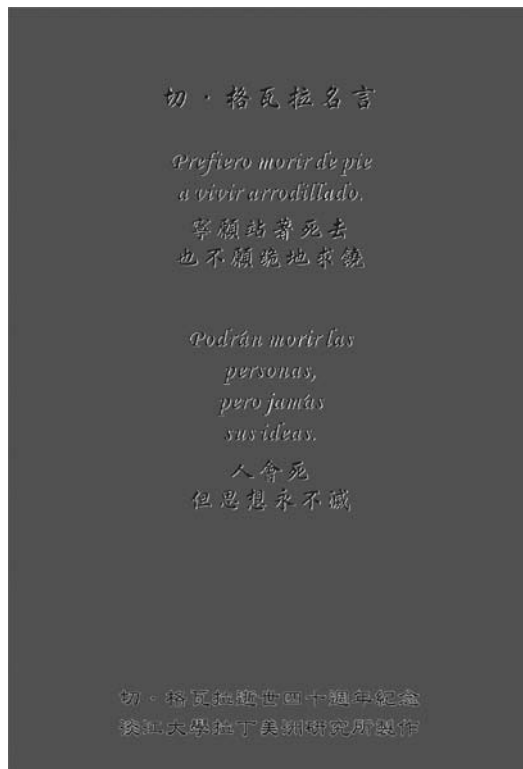 切·格瓦拉名言
Prefiero morir de pie
a vivir arrodillado.
寧願站著死去
也不願跪地求饒
Podrán morir las
personas,
pero jamás
sus ideas.
人會死
但思想永不滅
切·格瓦拉逝世四十週年紀念
淡江大學拉丁美洲研究所製作